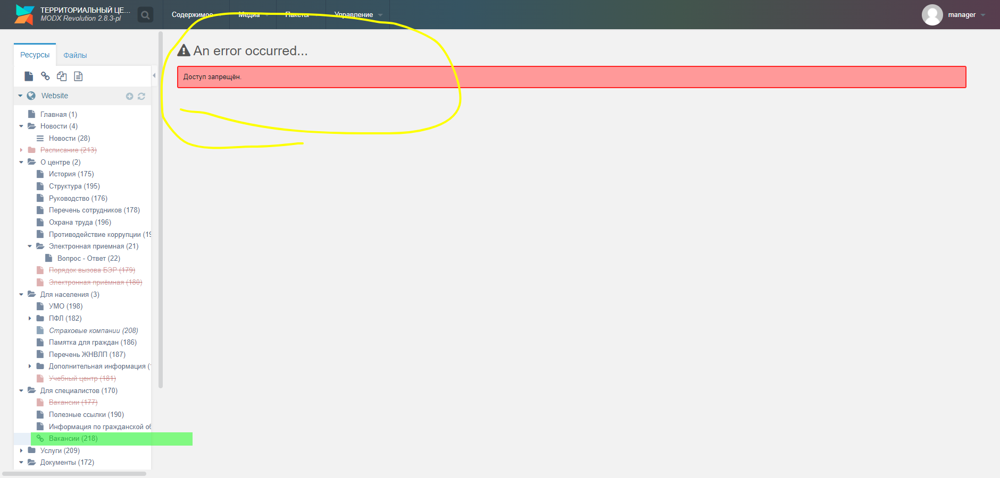 ТЕРРИТОРИАЛЬНЫЙ ЦЕ...
MODX Revolution 2.8.3-pl
Содержимое
Медиа
Пакеты
Управление
manager
Ресурсы
Файлы
An error occurred...
Доступ запрещён.
Website
Главная (1)
Новости (4)
Новости (28)
Расписание (213)
О центре (2)
История (175)
Структура (195)
Руководство (176)
Перечень сотрудников (178)
Охрана труда (196)
Противодействие коррупции (19
Электронная приемная (21)
Вопрос - Ответ (22)
Порядок вызова БЭР (179)
Электронная приёмная (180)
Для населения (3)
УМО (198)
ПФЛ (182)
Страховые компании (208)
Памятка для граждан (186)
Перечень ЖНВЛП (187)
Дополнительная информация (
Учебный центр (181)
Для специалистов (170)
Вакансии (177)
Полезные ссылки (190)
Информация по гражданской об
Вакансии (218)
Услуги (209)
Документы (172)